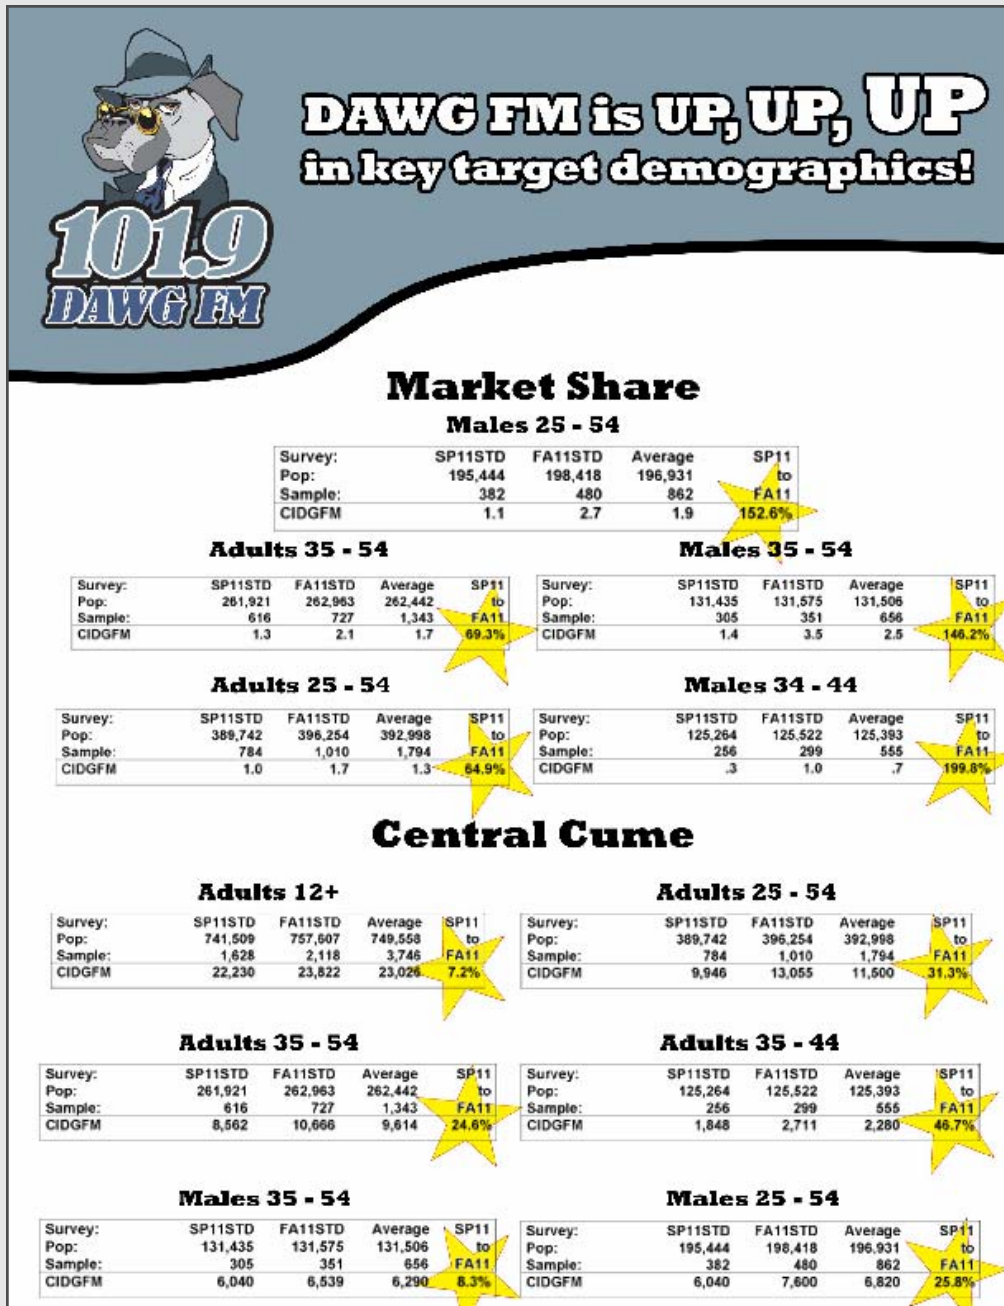 DAWG FM is UP, UP, UP
in key target demographics!
101.9
DAWG FM
Market Share
Males 25 - 54
Survey: SP11STD FA11STD Average SP11
Pop: 195,444 198,418 196,931 to
Sample: 382 480 862 FA11
CIDGFM 1.1 2.7 1.9 152.6%
Adults 35 - 54
Survey: SP11STD FA11STD Average SP11
Pop: 261,921 262,963 262,442 to
Sample: 616 727 1,343 FA11
CIDGFM 1.3 2.1 1.7 69.3%
Males 35 - 54
Survey: SP11STD FA11STD Average SP11
Pop: 131,435 131,575 131,506 to
Sample: 305 351 656 FA11
CIDGFM 1.4 3.5 2.5 146.2%
Adults 25 - 54
Survey: SP11STD FA11STD Average SP11
Pop: 389,742 396,254 392,998 to
Sample: 784 1,010 1,794 FA11
CIDGFM 1.0 1.7 1.3 64.9%
Males 34 - 44
Survey: SP11STD FA11STD Average SP11
Pop: 125,264 125,522 125,393 to
Sample: 256 299 555 FA11
CIDGFM .3 1.0 .7 199.8%
Central Cume
Adults 12+
Survey: SP11STD FA11STD Average SP11
Pop: 741,509 757,607 749,558 to
Sample: 1,628 2,118 3,746 FA11
CIDGFM 22,230 23,822 23,026 7.2%
Adults 25 - 54
Survey: SP11STD FA11STD Average SP11
Pop: 389,742 396,254 392,998 to
Sample: 784 1,010 1,794 FA11
CIDGFM 9,946 13,055 11,500 31.3%
Adults 35 - 54
Survey: SP11STD FA11STD Average SP11
Pop: 261,921 262,963 262,442 to
Sample: 616 727 1,343 FA11
CIDGFM 8,562 10,666 9,614 24.6%
Adults 35 - 44
Survey: SP11STD FA11STD Average SP11
Pop: 125,264 125,522 125,393 to
Sample: 256 299 555 FA11
CIDGFM 1,848 2,711 2,280 46.7%
Males 35 - 54
Survey: SP11STD FA11STD Average SP11
Pop: 131,435 131,575 131,506 to
Sample: 305 351 656 FA11
CIDGFM 6,040 6,539 6,290 8.3%
Males 25 - 54
Survey: SP11STD FA11STD Average SP11
Pop: 195,444 198,418 196,931 to
Sample: 382 480 862 FA11
CIDGFM 6,040 7,600 6,820 25.8%